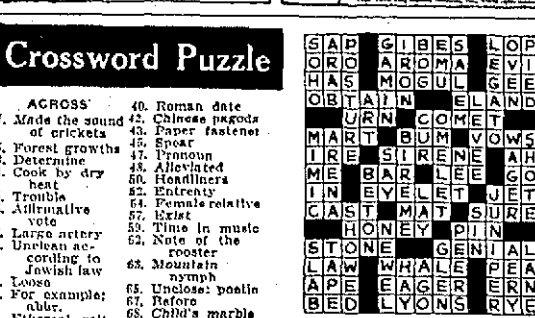 Crossword Puzzle
ACROSS
Made the sound
of crickets
Forest growths
Determine
Cook by dry
heat
Trouble
Affirmative
vote
Large artery
Unclean ac-
cording to
Jewish law
Loose
For example;
abbr.
40. Roman date
42. Chinese pagoda
43. Paper fastener
45. Spear
47. Pronoun
48. Alleviated
50. Headliners
52. Entrenty
54. Female relative
57. Exist
59. Time in music
62. Note of the
rooster
63. Mountain
nymph
65. Unclose: poetic
67. Before
68. Child's marble
SAP GIBES LOP
ORO AROMA EVI
HAS MOGUL GEE
OBTAIN ELAND
URN COMET
MART BUM VOWS
IRE SIRENE AH
ME BAR LEE GO
IN EYELET JET
CAST MAT SURE
HONEY PIN
STONE GENIAL
LAW WHALE PEA
APE EAGER ERN
BED LYONS RYE